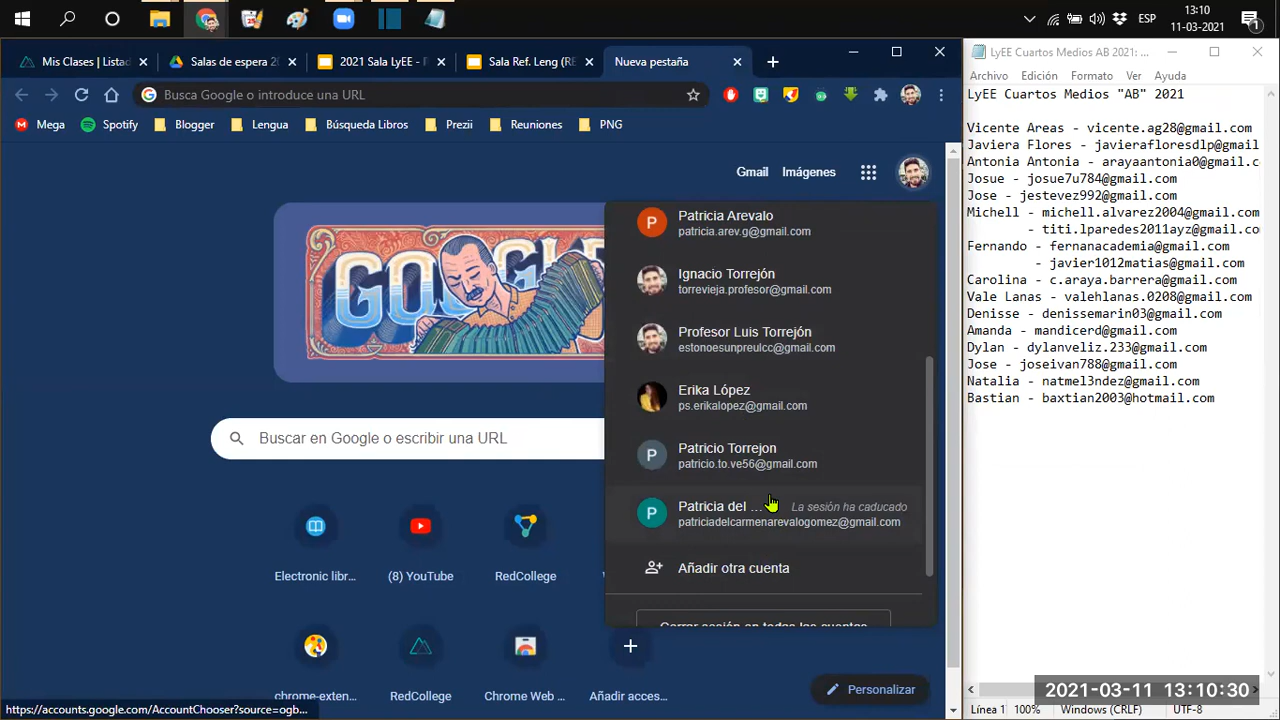 ESP
13:10
11-03-2021
1
Mis Clases | Listac
Salas de espera 2
2021 Sala LyEE - F
Sala Ref. Leng (RE
Nueva pestaña
Busca Google o introduce una URL
Mega
Spotify
Blogger
Lengua
Búsqueda Libros
Prezii
Reuniones
PNG
Gmail
Imágenes
GOOGLE
Patricia Arevalo
patricia.arev.g@gmail.com
Ignacio Torrejón
torrevieja.profesor@gmail.com
Profesor Luis Torrejón
estonoesunpreulcc@gmail.com
Erika López
ps.erikalopez@gmail.com
Patricio Torrejon
patricio.to.ve56@gmail.com
Patricia del ... La sesión ha caducado
patriciadelcarmenarevalogomez@gmail.com
Añadir otra cuenta
Cerrar sesión en todas las cuentas
Buscar en Google o escribir una URL
Electronic libr...
(8) YouTube
RedCollege
chrome-exten...
RedCollege
Chrome Web ...
Añadir acces...
Personalizar
https://accounts.google.com/AccountChooser?source=ogb...
LyEE Cuartos Medios AB 2021: ...
Archivo Edición Formato Ver Ayuda
LyEE Cuartos Medios "AB" 2021
Vicente Areas - vicente.ag28@gmail.com
Javiera Flores - javierafloresdlp@gmail
Antonia Antonia - arayaantonia0@gmail.c
Josue - josue7u784@gmail.com
Jose - jestevez992@gmail.com
Michell - michell.alvarez2004@gmail.com
- titi.lparedes2011ayz@gmail.co
Fernando - fernanacademia@gmail.com
- javier1012matias@gmail.com
Carolina - c.araya.barrera@gmail.com
Vale Lanas - valehlanas.0208@gmail.com
Denisse - denissemarin03@gmail.com
Amanda - mandicerd@gmail.com
Dylan - dylanveliz.233@gmail.com
Jose - joseivan788@gmail.com
Natalia - natmel3ndez@gmail.com
Bastian - baxtian2003@hotmail.com
2021-03-11 13:10:30
Línea 1 100% Windows (CRLF) UTF-8